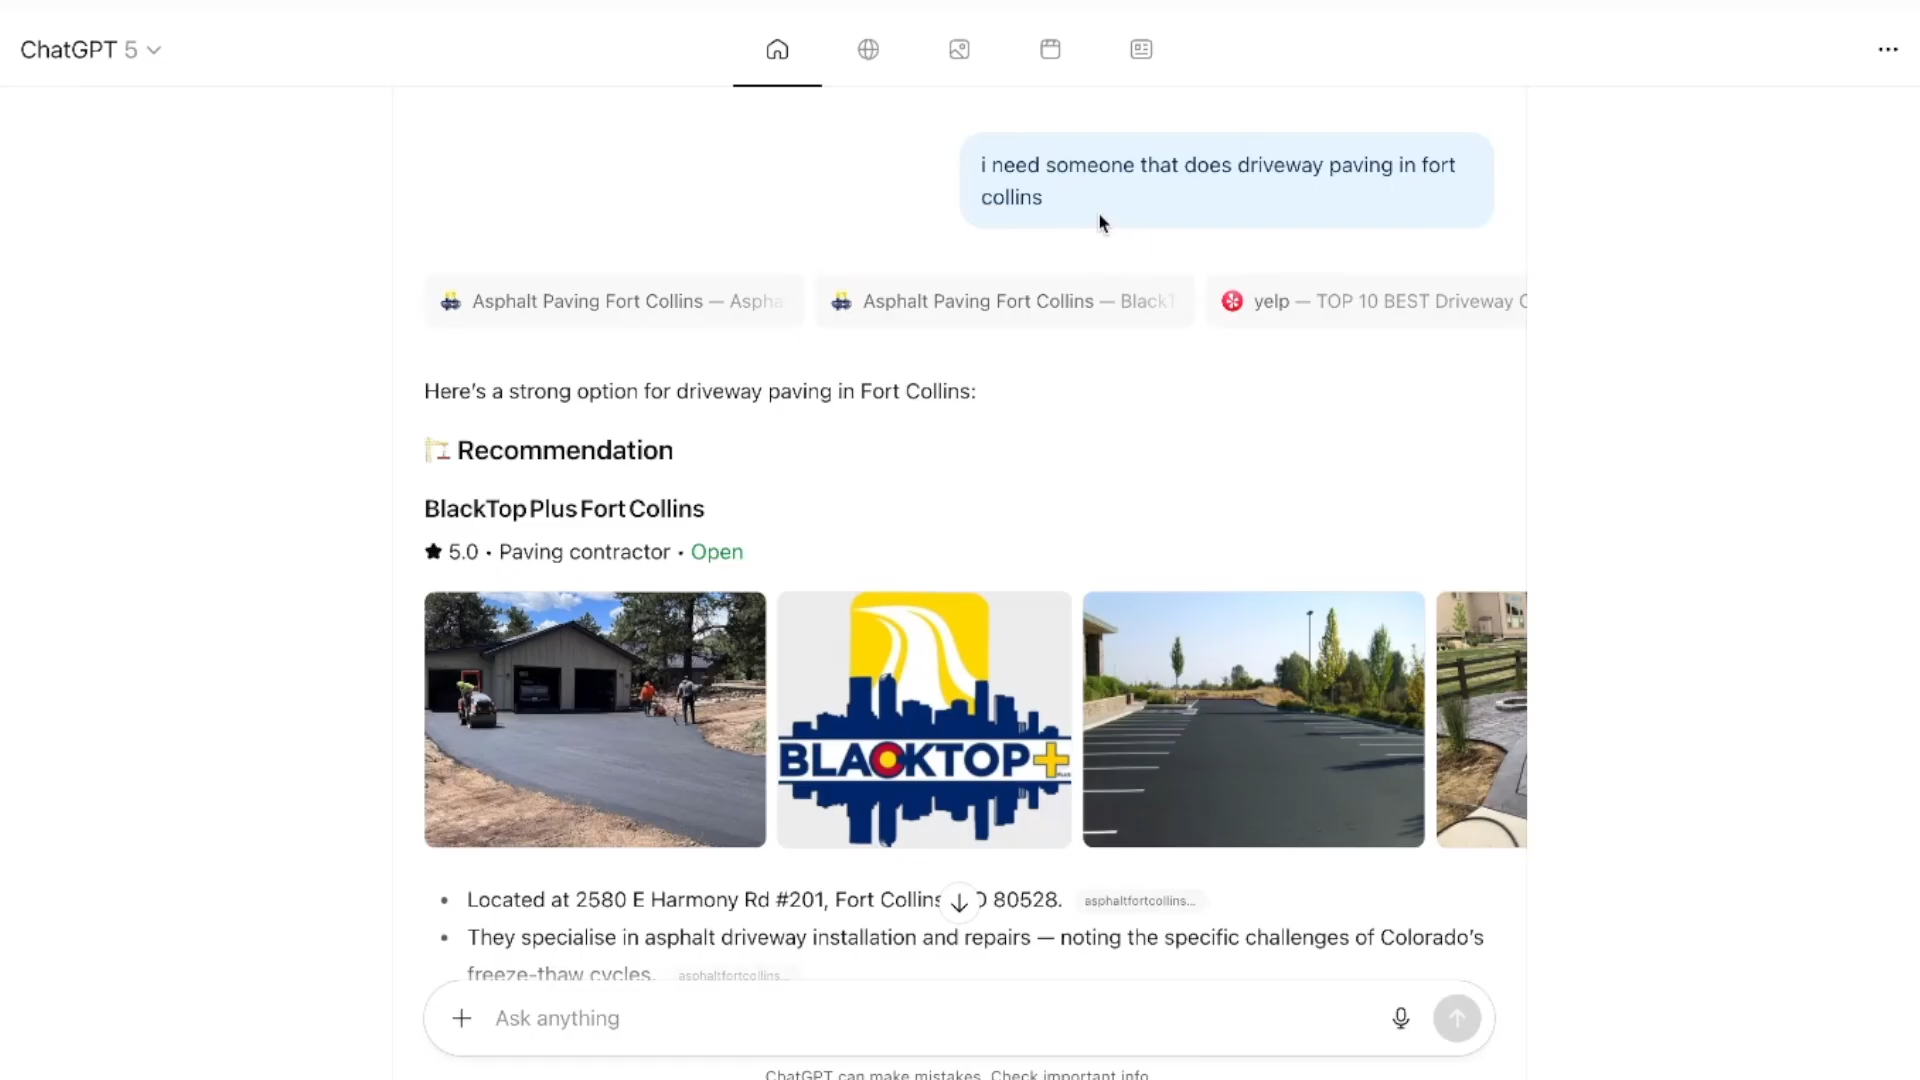 ChatGPT 5
i need someone that does driveway paving in fort
collins
Asphalt Paving Fort Collins — Aspha
Asphalt Paving Fort Collins — BlackT
yelp — TOP 10 BEST Driveway C
Here's a strong option for driveway paving in Fort Collins:
Recommendation
BlackTop Plus Fort Collins
5.0 • Paving contractor • Open
BLACKTOP+
PLUS
Located at 2580 E Harmony Rd #201, Fort Collins 80528. asphaltfortcollins...
They specialise in asphalt driveway installation and repairs — noting the specific challenges of Colorado's
freeze-thaw cycles. asphaltfortcollins...
Ask anything
ChatGPT can make mistakes. Check important info.